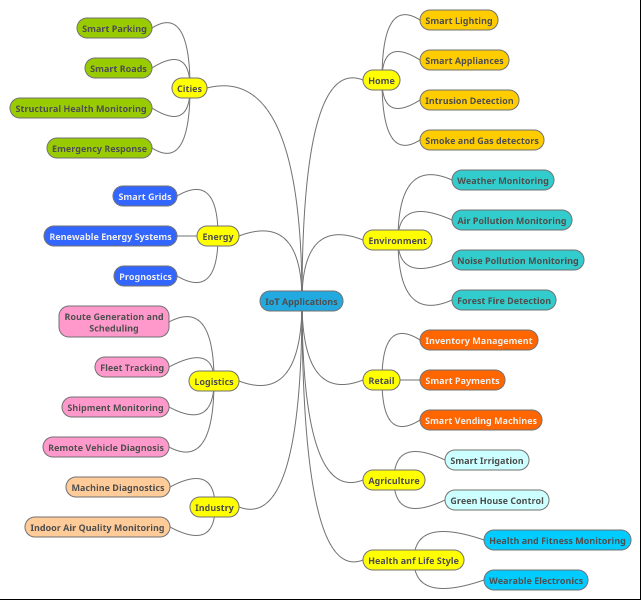 IoT Applications
Cities
Smart Parking
Smart Roads
Structural Health Monitoring
Emergency Response
Energy
Smart Grids
Renewable Energy Systems
Prognostics
Logistics
Route Generation and
Scheduling
Fleet Tracking
Shipment Monitoring
Remote Vehicle Diagnosis
Industry
Machine Diagnostics
Indoor Air Quality Monitoring
Home
Smart Lighting
Smart Appliances
Intrusion Detection
Smoke and Gas detectors
Environment
Weather Monitoring
Air Pollution Monitoring
Noise Pollution Monitoring
Forest Fire Detection
Retail
Inventory Management
Smart Payments
Smart Vending Machines
Agriculture
Smart Irrigation
Green House Control
Health anf Life Style
Health and Fitness Monitoring
Wearable Electronics